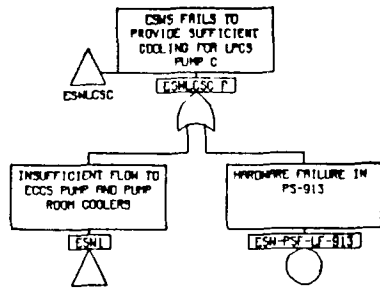 ESWS FAILS TO
PROVIDE SUFFICIENT
COOLING FOR LPCS
PUMP C
ESWLCSC
ESWLCSC P
INSUFFICIENT FLOW TO
ECCS PUMP AND PUMP
ROOM COOLERS
HARDWARE FAILURE IN
PS-913
ESW1
ESW-PSF-LF-913